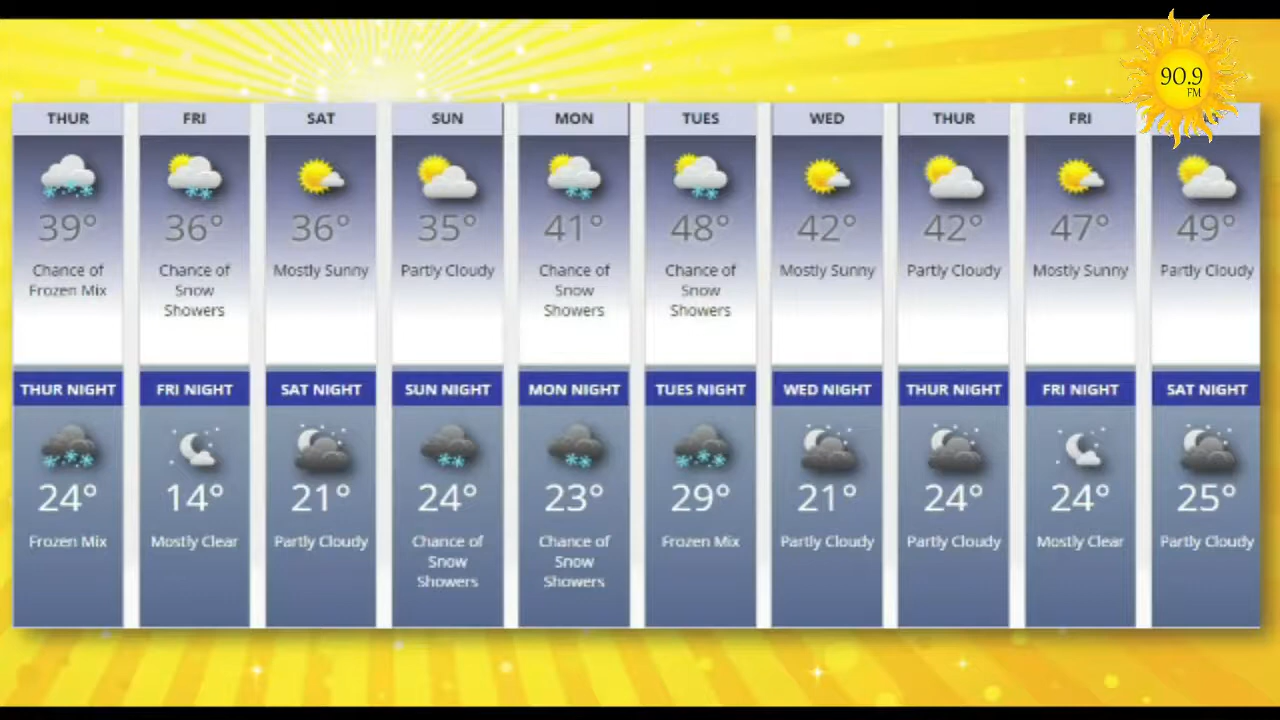 90.9
FM
THUR FRI SAT SUN MON TUES WED THUR FRI
39° 36° 36° 35° 41° 48° 42° 42° 47° 49°
Chance of Chance of Mostly Sunny Partly Cloudy Chance of Chance of Mostly Sunny Partly Cloudy Mostly Sunny Partly Cloudy
Frozen Mix Snow Snow Snow
Showers Showers Showers
THUR NIGHT FRI NIGHT SAT NIGHT SUN NIGHT MON NIGHT TUES NIGHT WED NIGHT THUR NIGHT FRI NIGHT SAT NIGHT
24° 14° 21° 24° 23° 29° 21° 24° 24° 25°
Frozen Mix Mostly Clear Partly Cloudy Chance of Chance of Frozen Mix Partly Cloudy Partly Cloudy Mostly Clear Partly Cloudy
Snow Snow
Showers Showers